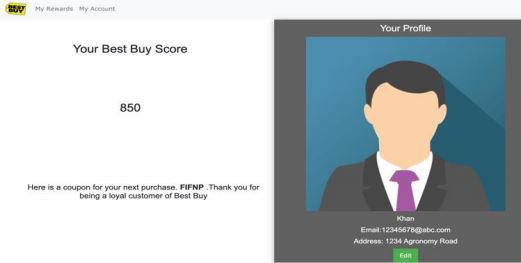 BEST BUY
My Rewards My Account
Your Best Buy Score
850
Here is a coupon for your next purchase. FIFNP .Thank you for
being a loyal customer of Best Buy
Your Profile
Khan
Email:12345678@abc.com
Address: 1234 Agronomy Road
Edit